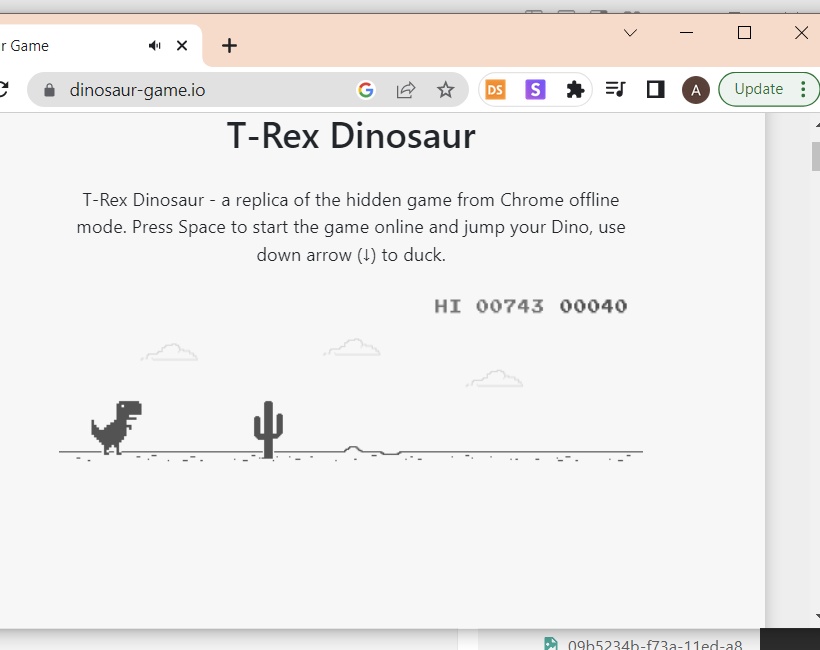 r Game
dinosaur-game.io
DS
S
A
Update
T-Rex Dinosaur
T-Rex Dinosaur - a replica of the hidden game from Chrome offline
mode. Press Space to start the game online and jump your Dino, use
down arrow (↓) to duck.
HI 00743 00040
09b5234b-f73a-11ed-a8